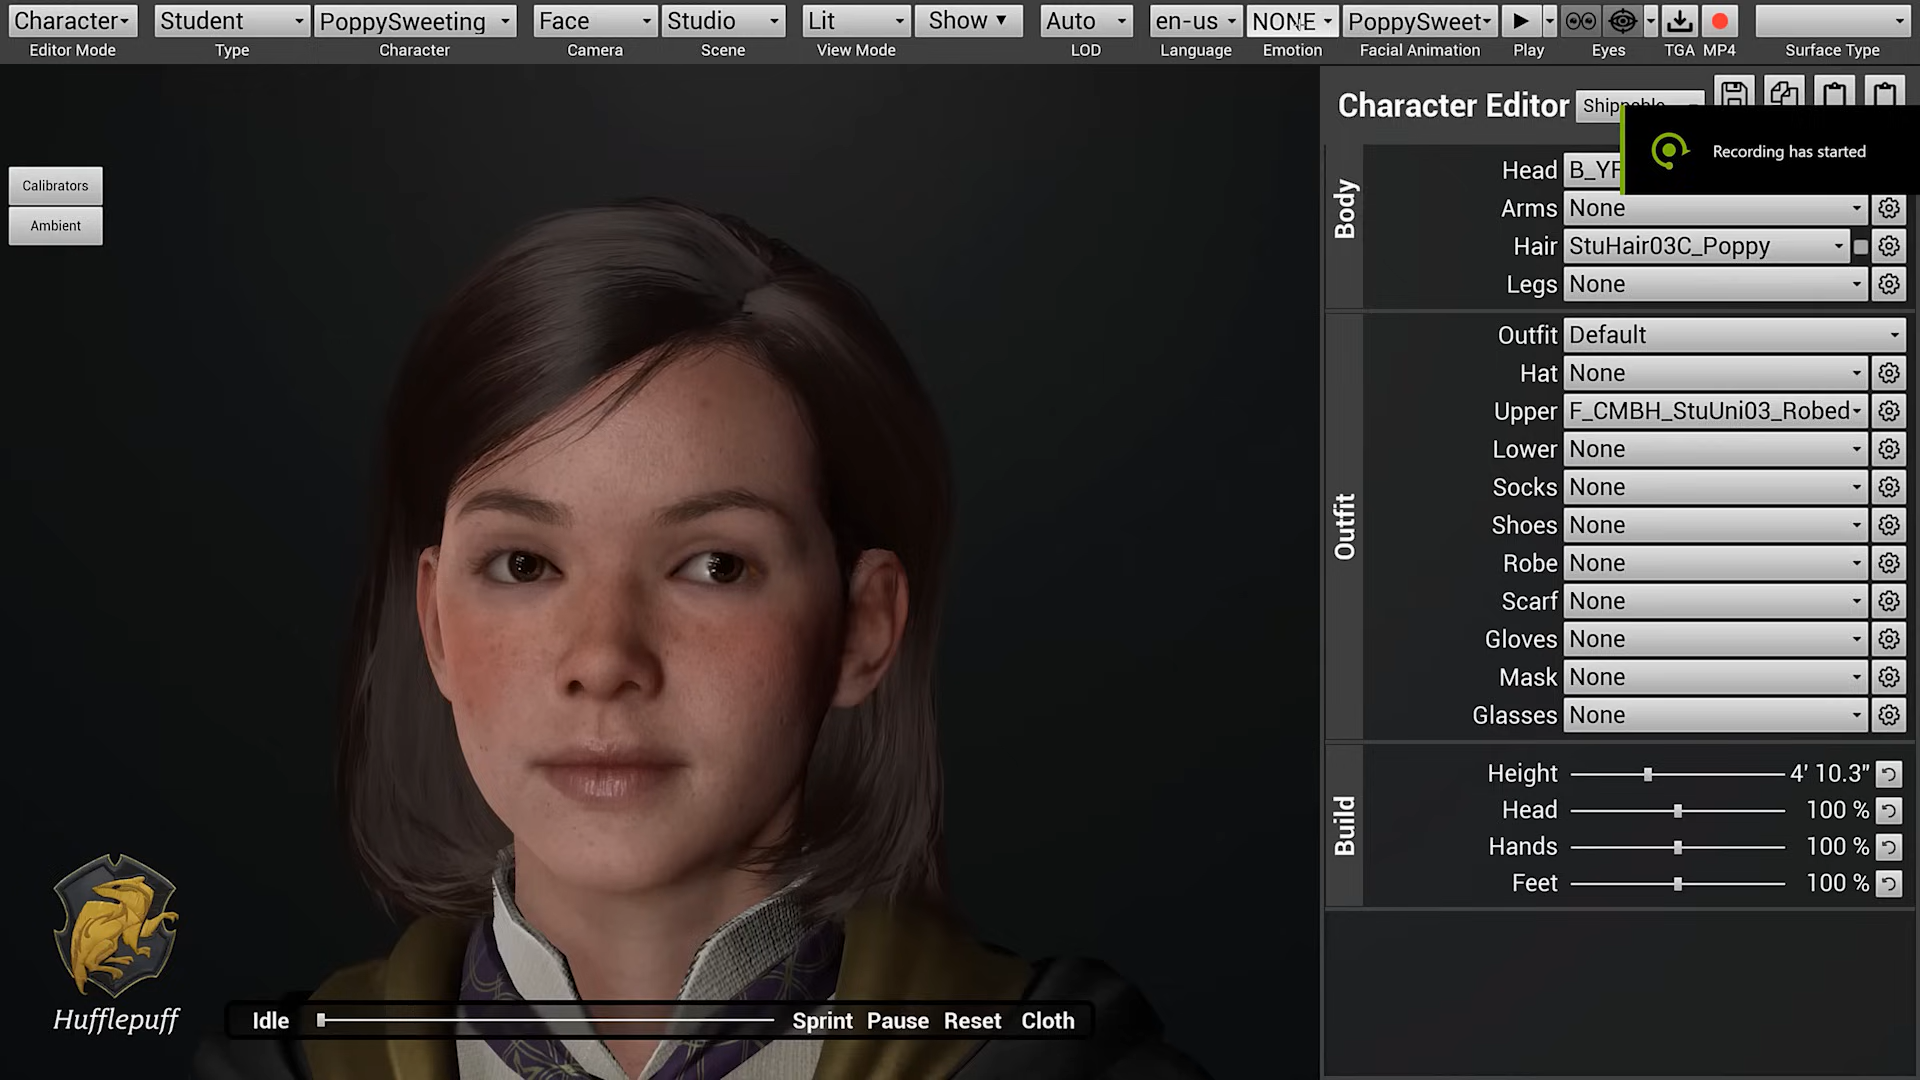 Character Student PoppySweeting Face Studio Lit Show Auto en-us NONE PoppySweet
Editor Mode Type Character Camera Scene View Mode LOD Language Emotion Facial Animation Play Eyes TGA MP4 Surface Type
Character Editor
Recording has started
Calibrators
Ambient
Body
Head B_YF
Arms None
Hair StuHair03C_Poppy
Legs None
Outfit
Outfit Default
Hat None
Upper F_CMBH_StuUni03_Robed
Lower None
Socks None
Shoes None
Robe None
Scarf None
Gloves None
Mask None
Glasses None
Build
Height 4' 10.3"
Head 100 %
Hands 100 %
Feet 100 %
Hufflepuff
Idle Sprint Pause Reset Cloth